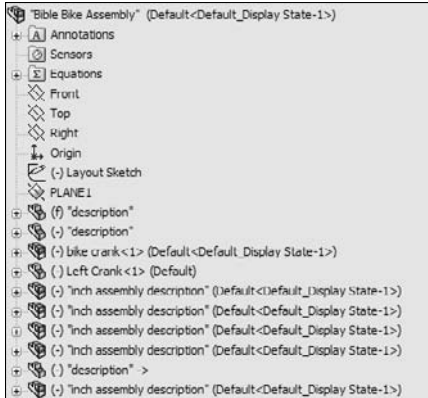 "Bible Bike Assembly" (Default<Default_Display State-1>)
Annotations
Sensors
Equations
Front
Top
Right
Origin
(-) Layout Sketch
PLANE1
(f) "description"
(-) "description"
(-) bike crank<1> (Default<Default_Display State-1>)
(-) Left Crank<1> (Default)
(-) "inch assembly description" (Default<Default_Display State-1>)
(-) "inch assembly description" (Default<Default_Display State-1>)
(-) "inch assembly description" (Default<Default_Display State-1>)
(-) "inch assembly description" (Default<Default_Display State-1>)
(-) "description" ->
(-) "inch assembly description" (Default<Default_Display State-1>)